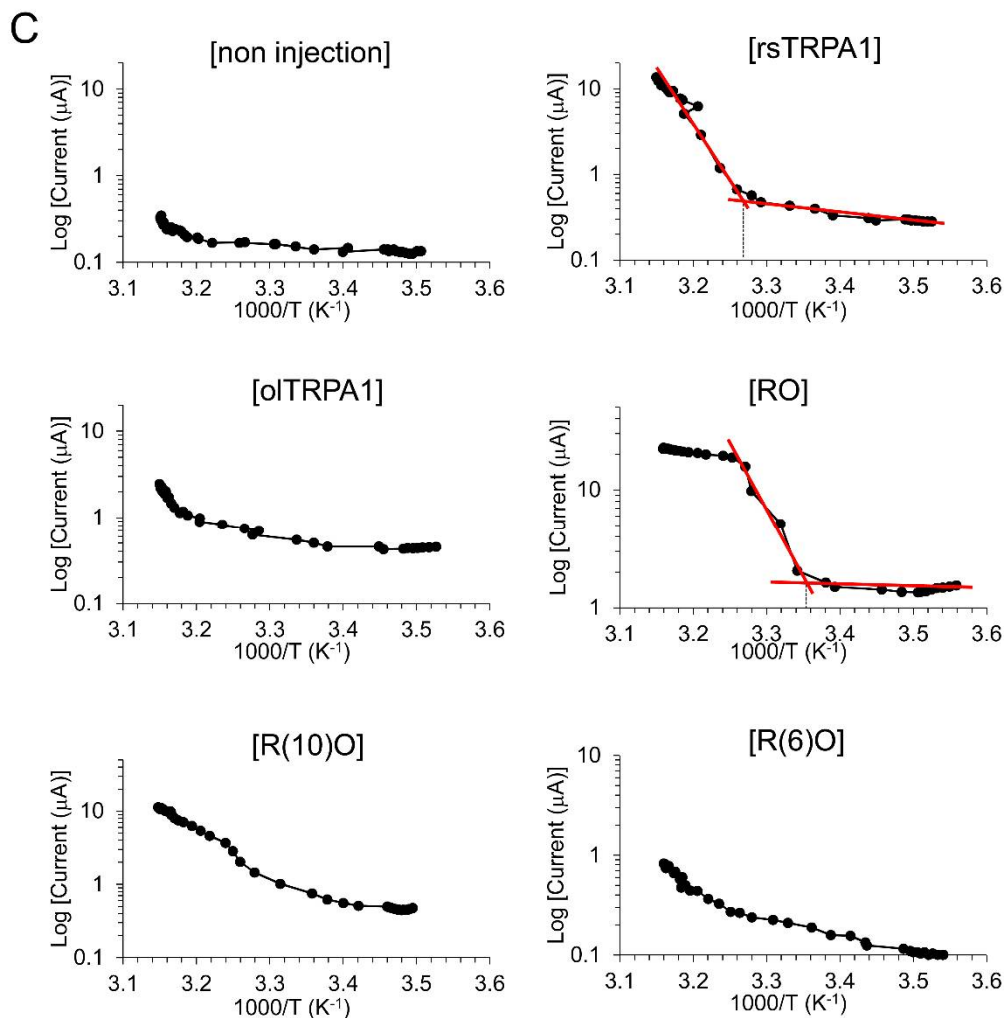 C
[non injection]
Log [Current (μA)]
10
1
0.1
3.1 3.2 3.3 3.4 3.5 3.6
1000/T (K-1)
[rsTRPA1]
Log [Current (μA)]
10
1
0.1
3.1 3.2 3.3 3.4 3.5 3.6
1000/T (K-1)
[olTRPA1]
Log [Current (μA)]
10
1
0.1
3.1 3.2 3.3 3.4 3.5 3.6
1000/T (K-1)
[RO]
Log [Current (μA)]
10
1
3.1 3.2 3.3 3.4 3.5 3.6
1000/T (K-1)
[R(10)O]
Log [Current (μA)]
10
1
0.1
3.1 3.2 3.3 3.4 3.5 3.6
1000/T (K-1)
[R(6)O]
Log [Current (μA)]
10
1
0.1
3.1 3.2 3.3 3.4 3.5 3.6
1000/T (K-1)